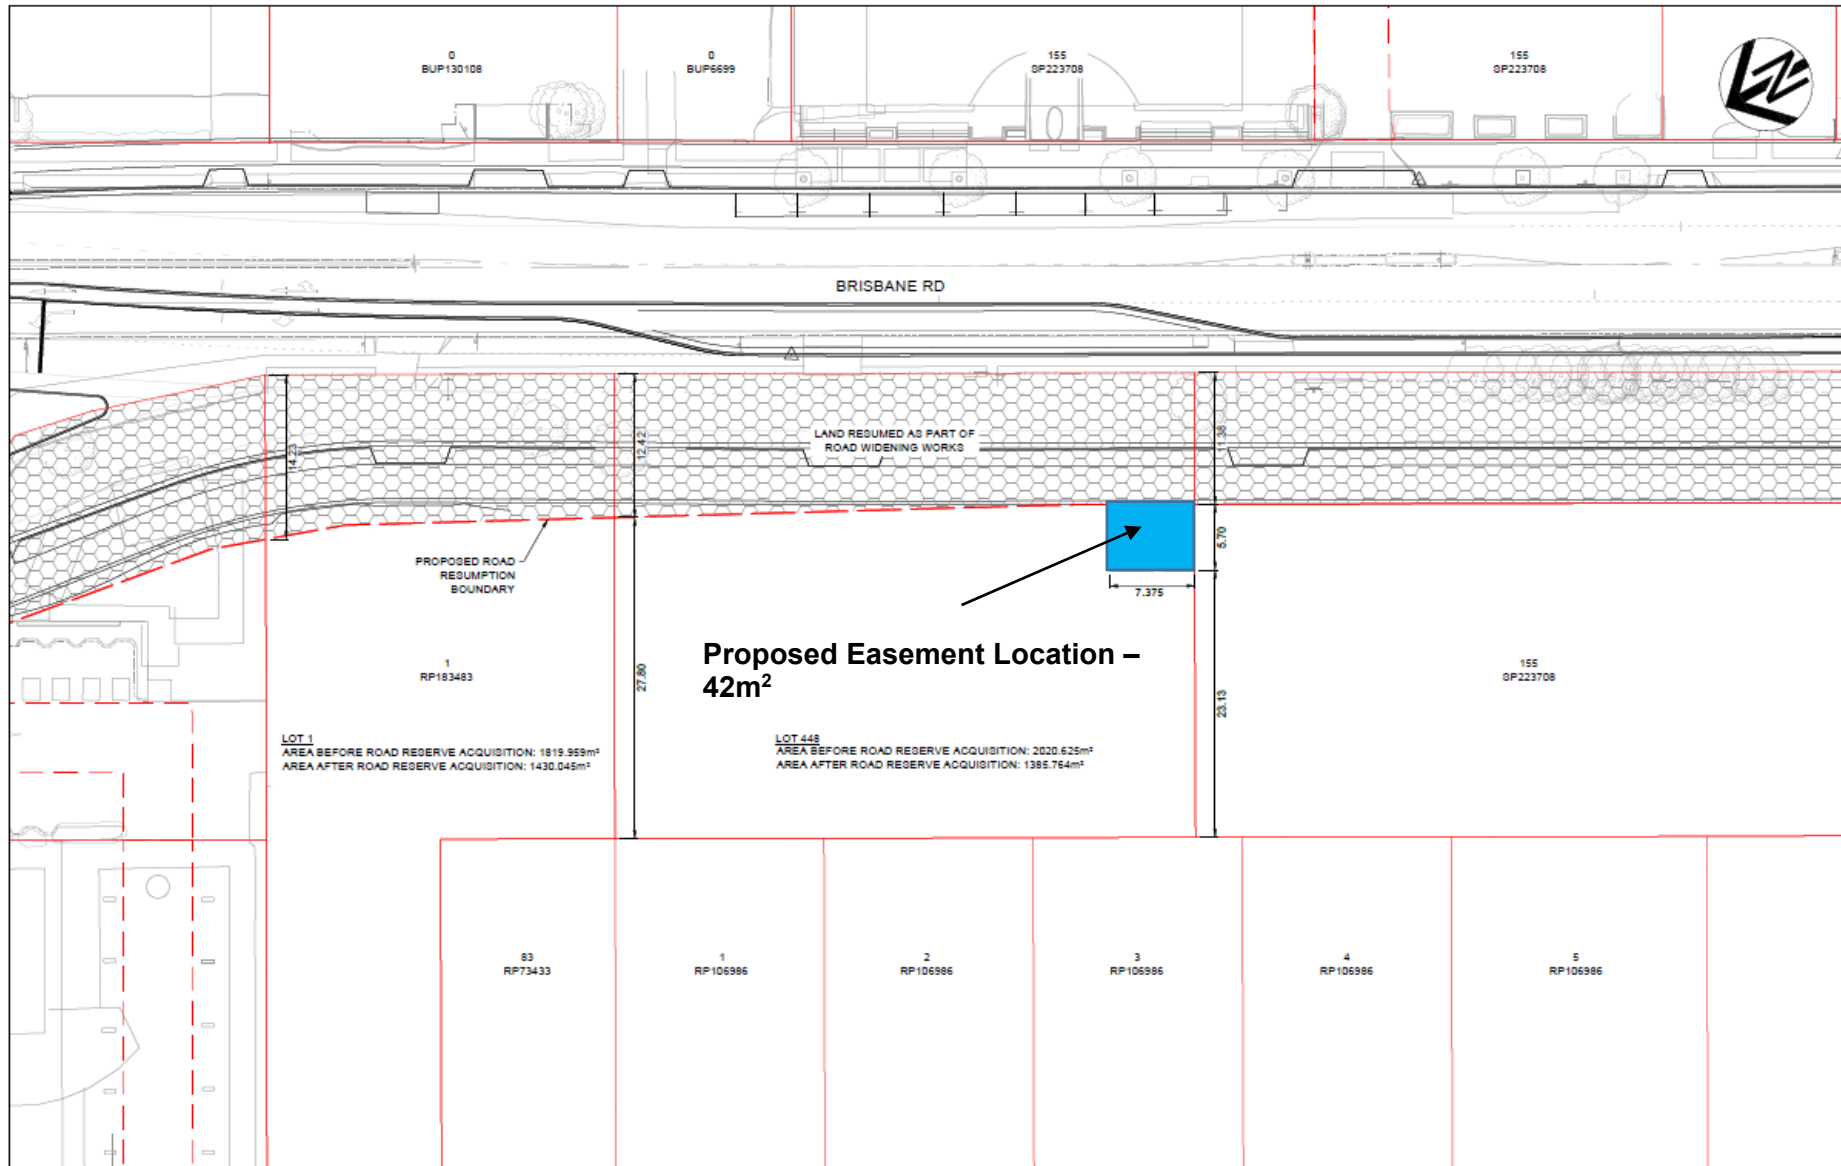 0
BUP130108
0
BUP6699
155
SP223708
155
SP223708
N
BRISBANE RD
LAND RESUMED AS PART OF
ROAD WIDENING WORKS
14.23
12.42
11.38
PROPOSED ROAD
RESUMPTION
BOUNDARY
5.70
7.375
Proposed Easement Location –
42m²
1
RP183483
27.80
23.13
155
SP223708
LOT 1
AREA BEFORE ROAD RESERVE ACQUISITION: 1819.959m²
AREA AFTER ROAD RESERVE ACQUISITION: 1430.045m²
LOT 448
AREA BEFORE ROAD RESERVE ACQUISITION: 2020.625m²
AREA AFTER ROAD RESERVE ACQUISITION: 1385.764m²
83
RP73433
1
RP106986
2
RP106986
3
RP106986
4
RP106986
5
RP106986